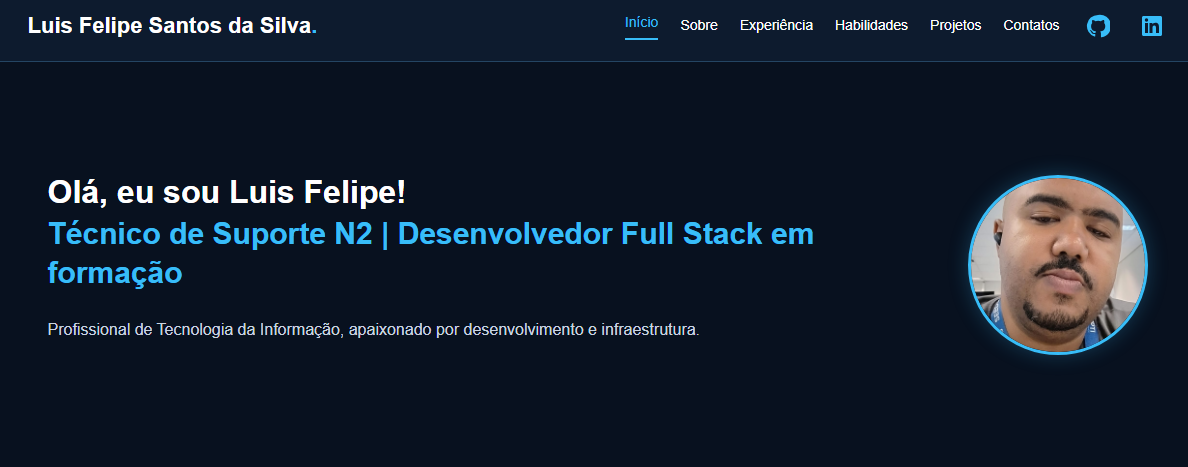 Luis Felipe Santos da Silva.
Início Sobre Experiência Habilidades Projetos Contatos
Olá, eu sou Luis Felipe!
Técnico de Suporte N2 | Desenvolvedor Full Stack em
formação
Profissional de Tecnologia da Informação, apaixonado por desenvolvimento e infraestrutura.